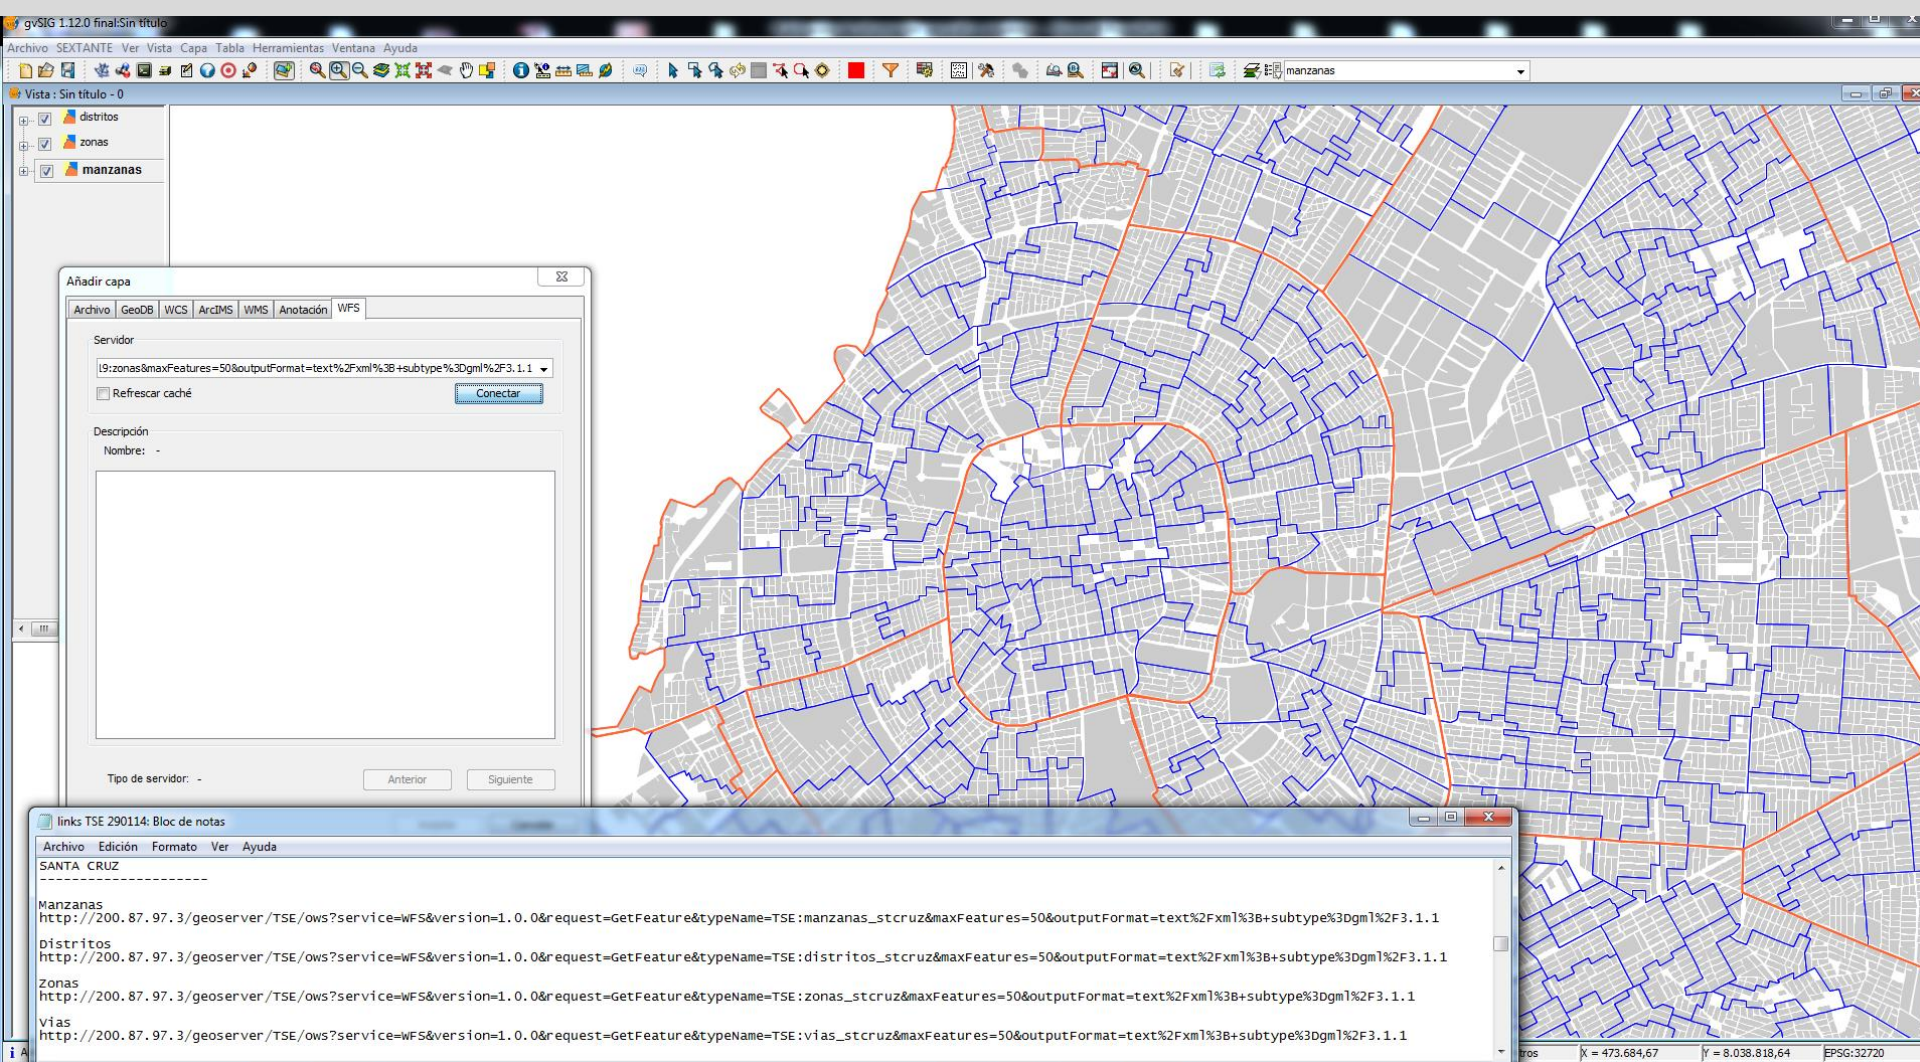 gvSIG 1.12.0 final:Sin título
Archivo SEXTANTE Ver Vista Capa Tabla Herramientas Ventana Ayuda
manzanas
Vista : Sin título - 0
distritos
zonas
manzanas
Añadir capa
Archivo GeoDB WCS ArcIMS WMS Anotación WFS
Servidor
:zonas&maxFeatures=50&outputFormat=text%2Fxml%3B+subtype%3Dgml%2F3.1.1
Refrescar caché
Conectar
Descripción
Nombre: -
Tipo de servidor: -
Anterior
Siguiente
links TSE 290114: Bloc de notas
Archivo Edición Formato Ver Ayuda
SANTA CRUZ
---------------------
Manzanas
http://200.87.97.3/geoserver/TSE/ows?service=WFS&version=1.0.0&request=GetFeature&typeName=TSE:manzanas_stcruz&maxFeatures=50&outputFormat=text%2Fxml%3B+subtype%3Dgml%2F3.1.1
Distritos
http://200.87.97.3/geoserver/TSE/ows?service=WFS&version=1.0.0&request=GetFeature&typeName=TSE:distritos_stcruz&maxFeatures=50&outputFormat=text%2Fxml%3B+subtype%3Dgml%2F3.1.1
Zonas
http://200.87.97.3/geoserver/TSE/ows?service=WFS&version=1.0.0&request=GetFeature&typeName=TSE:zonas_stcruz&maxFeatures=50&outputFormat=text%2Fxml%3B+subtype%3Dgml%2F3.1.1
Vias
http://200.87.97.3/geoserver/TSE/ows?service=WFS&version=1.0.0&request=GetFeature&typeName=TSE:vias_stcruz&maxFeatures=50&outputFormat=text%2Fxml%3B+subtype%3Dgml%2F3.1.1
tros X = 473.684,67 Y = 8.038.818,64 EPSG:32720